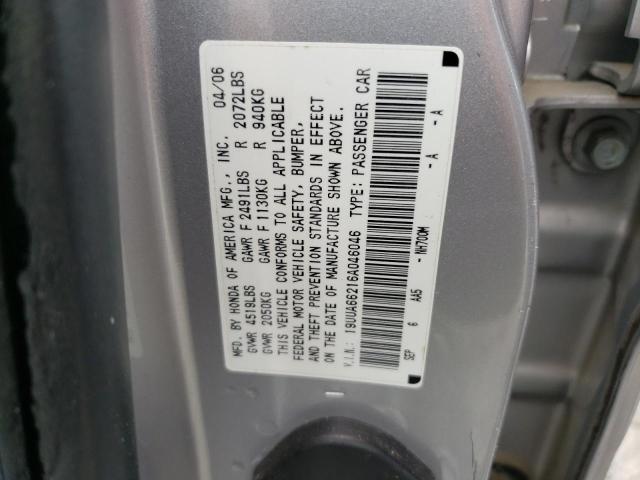 MFD. BY HONDA OF AMERICA MFG., INC. 04/06
GVWR 4519LBS GAWR F 2491LBS R 2072LBS
GVWR 2050KG GAWR F 1130KG R 940KG
THIS VEHICLE CONFORMS TO ALL APPLICABLE
FEDERAL MOTOR VEHICLE SAFETY, BUMPER,
AND THEFT PREVENTION STANDARDS IN EFFECT
ON THE DATE OF MANUFACTURE SHOWN ABOVE.
V.I.N.: 19UUA66216A046046 TYPE: PASSENGER CAR
SEP 6 AA5 - NH700M - A - A